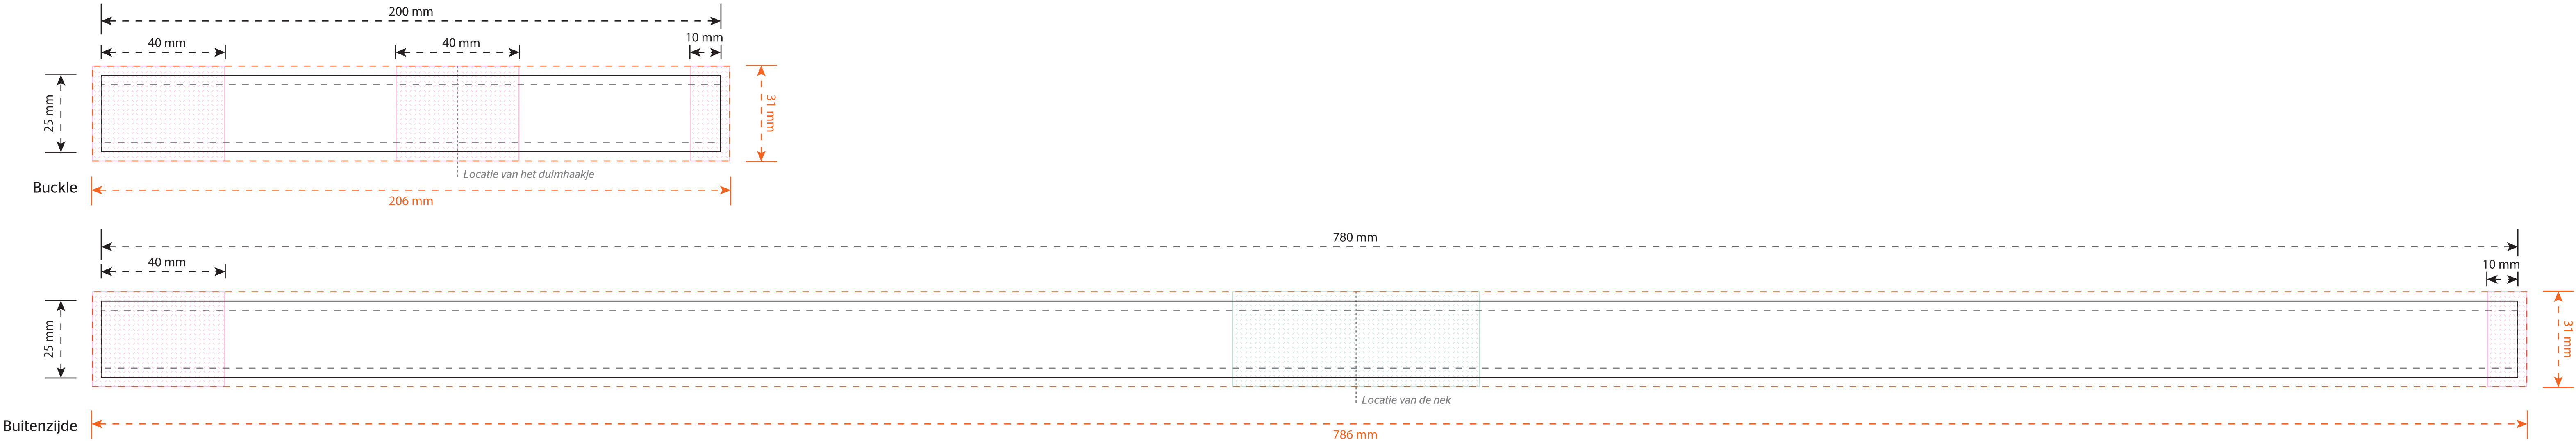 200 mm
40 mm
40 mm
10 mm
25 mm
31 mm
Locatie van het duimhaakje
Buckle
206 mm
780 mm
40 mm
10 mm
25 mm
31 mm
Locatie van de nek
Buitenzijde
786 mm